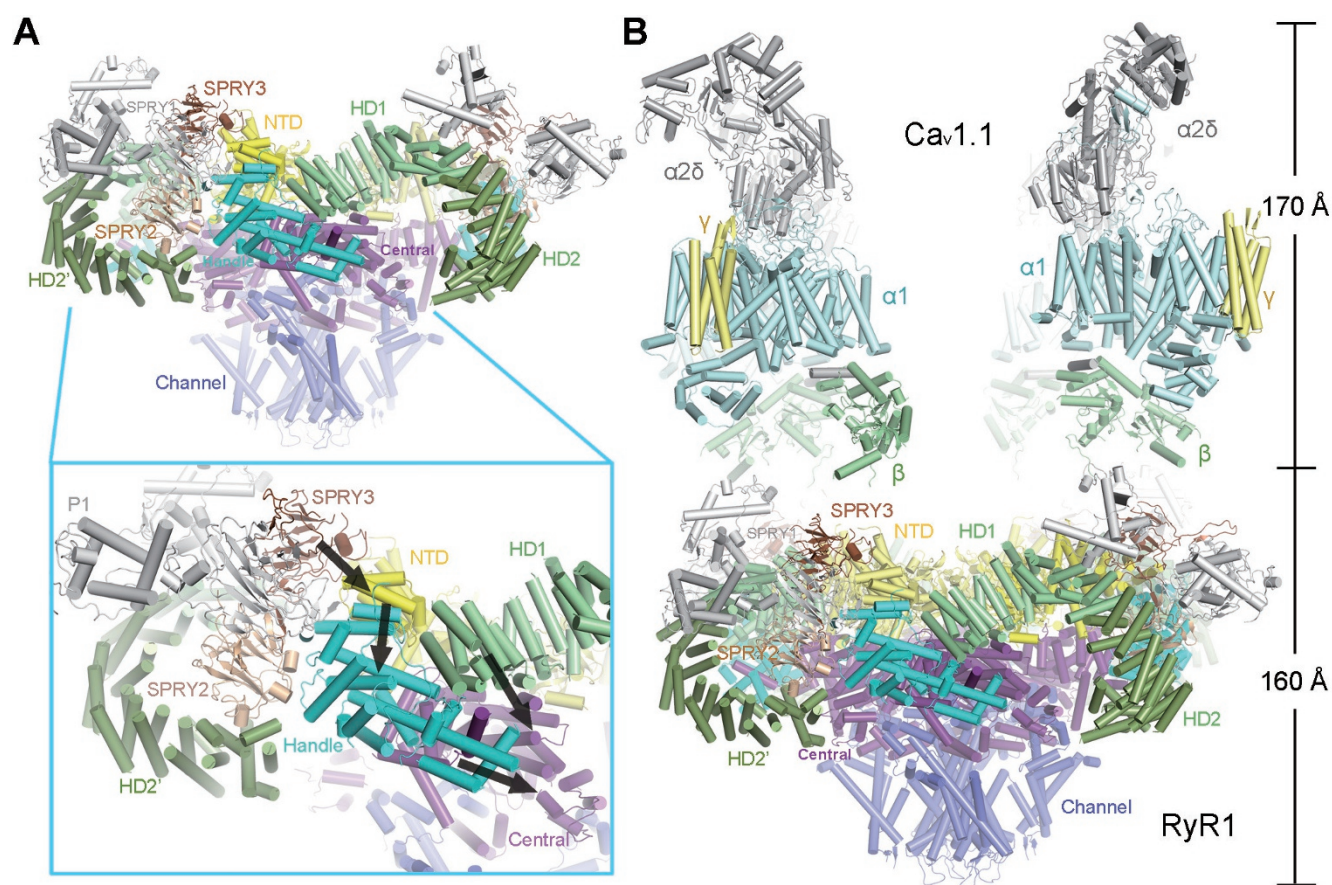 A
SPRY3
SPRY1
NTD
HD1
SPRY2
Handle
Central
HD2'
HD2
Channel
P1
SPRY3
NTD
HD1
SPRY2
Handle
HD2'
Central
B
Cav1.1
α2δ
α2δ
170 Å
γ
α1
α1
γ
β
β
SPRY3
SPRY1
NTD
HD1
SPRY2
160 Å
HD2
HD2'
Central
Channel
RyR1